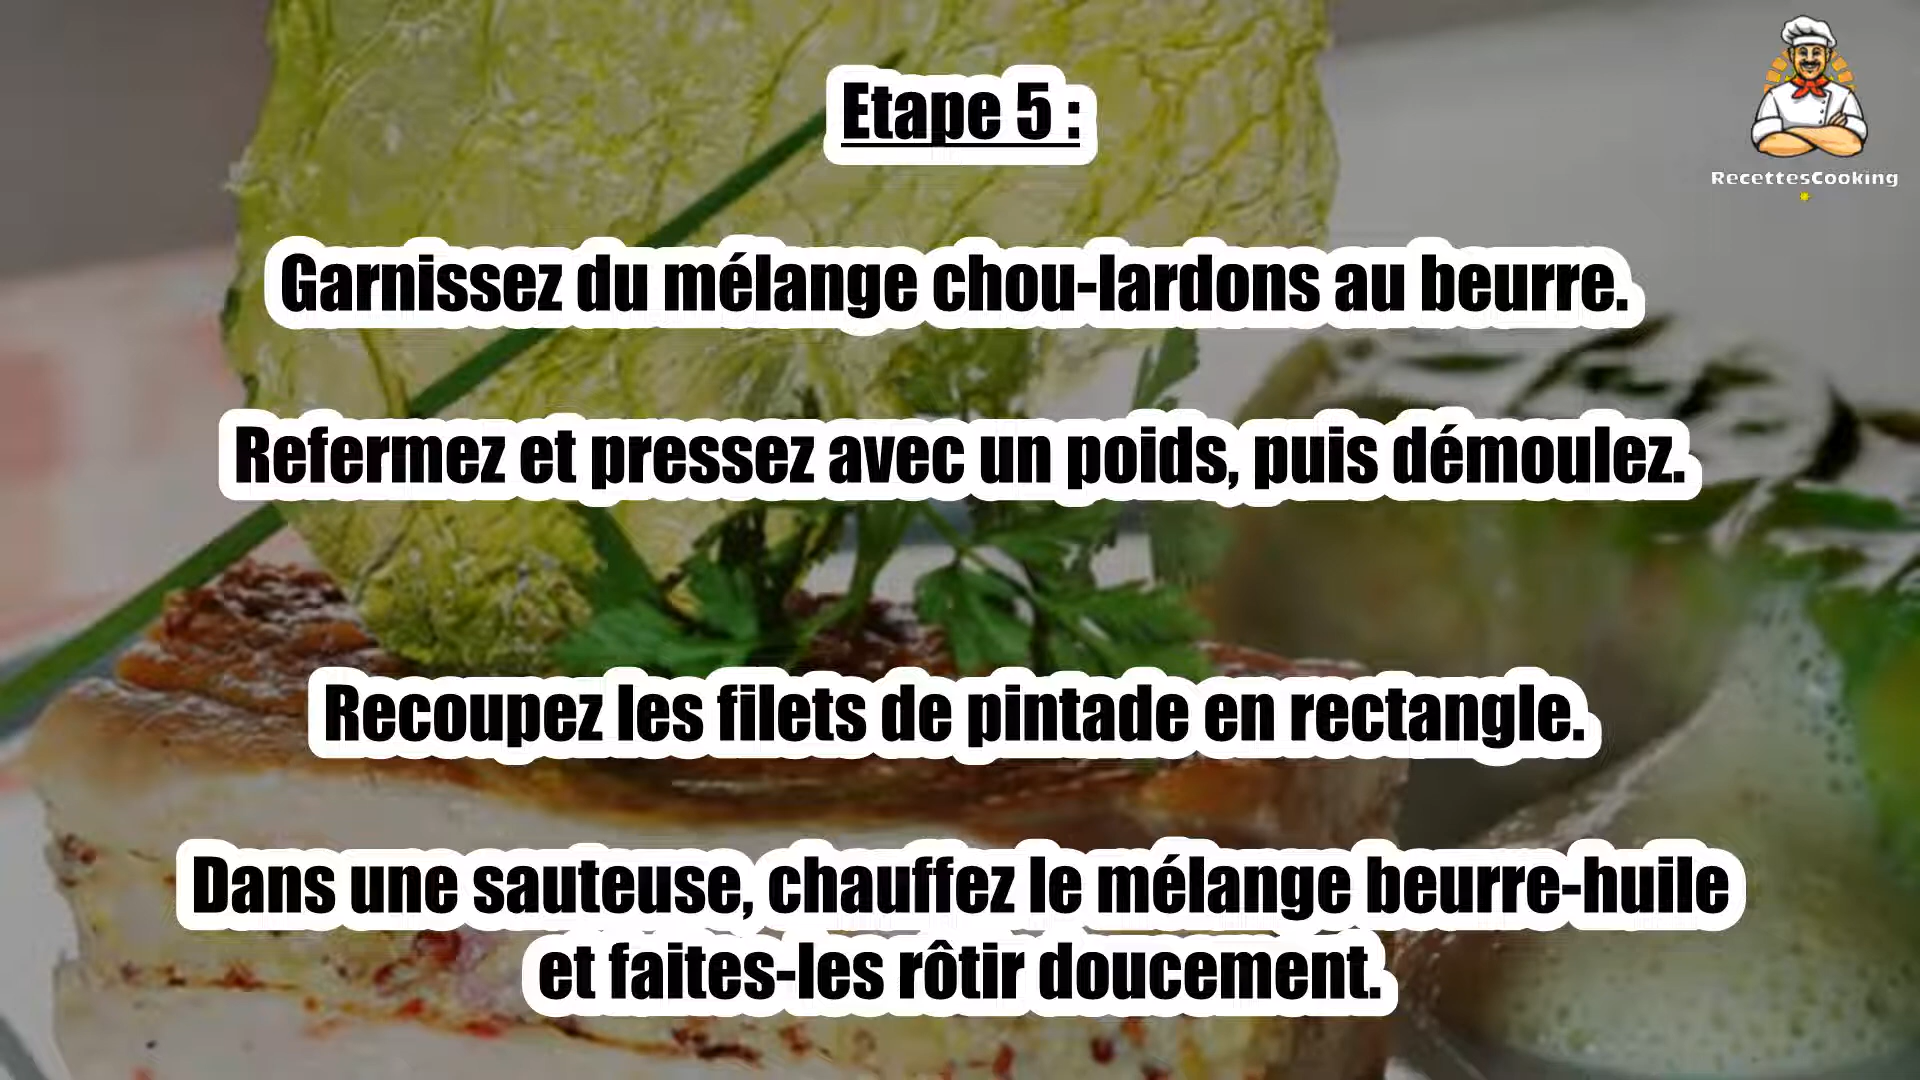 Etape 5 :
RecettesCooking
Garnissez du mélange chou-lardons au beurre.
Refermez et pressez avec un poids, puis démoulez.
Recoupez les filets de pintade en rectangle.
Dans une sauteuse, chauffez le mélange beurre-huile
et faites-les rôtir doucement.